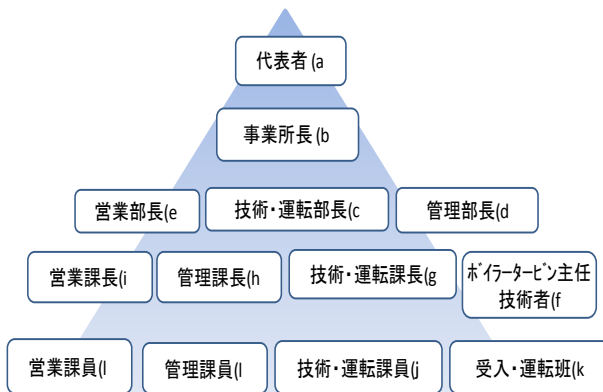 代表者(a
事業所長(b
営業部長(e
技術・運転部長(c
管理部長(d
営業課長(i
管理課長(h
技術・運転課長(g
ﾎﾞｲﾗｰﾀｰﾋﾞﾝ主任
技術者(f
営業課員(l
管理課員(l
技術・運転課員(j
受入・運転班(k